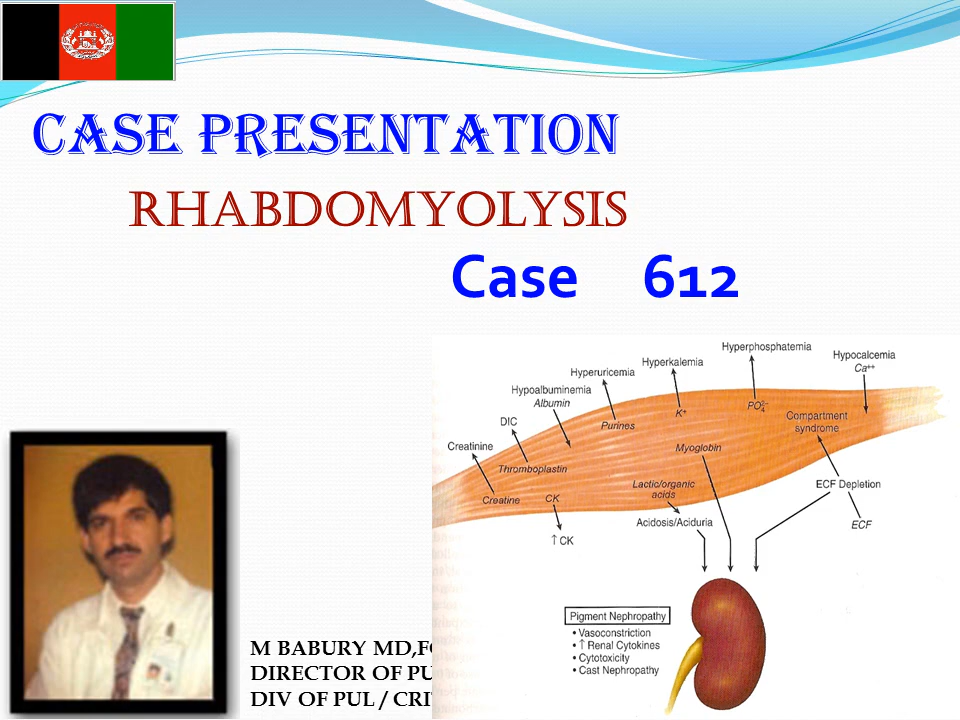 CASE PRESENTATION
RHABDOMYOLYSIS
Case 612
Hyperphosphatemia
Hypocalcemia
Ca++
Hyperkalemia
Hyperuricemia
Hypoalbuminemia
Albumin
DIC
Creatinine
Purines
K+
PO₄²⁻
Compartment
syndrome
Thromboplastin
Myoglobin
Creatine
CK
Lactic/organic
acids
Acidosis/Aciduria
↑ CK
ECF Depletion
ECF
Pigment Nephropathy
• Vasoconstriction
• ↑ Renal Cytokines
• Cytotoxicity
• Cast Nephropathy
M BABURY MD,
DIRECTOR OF
DIV OF PUL /